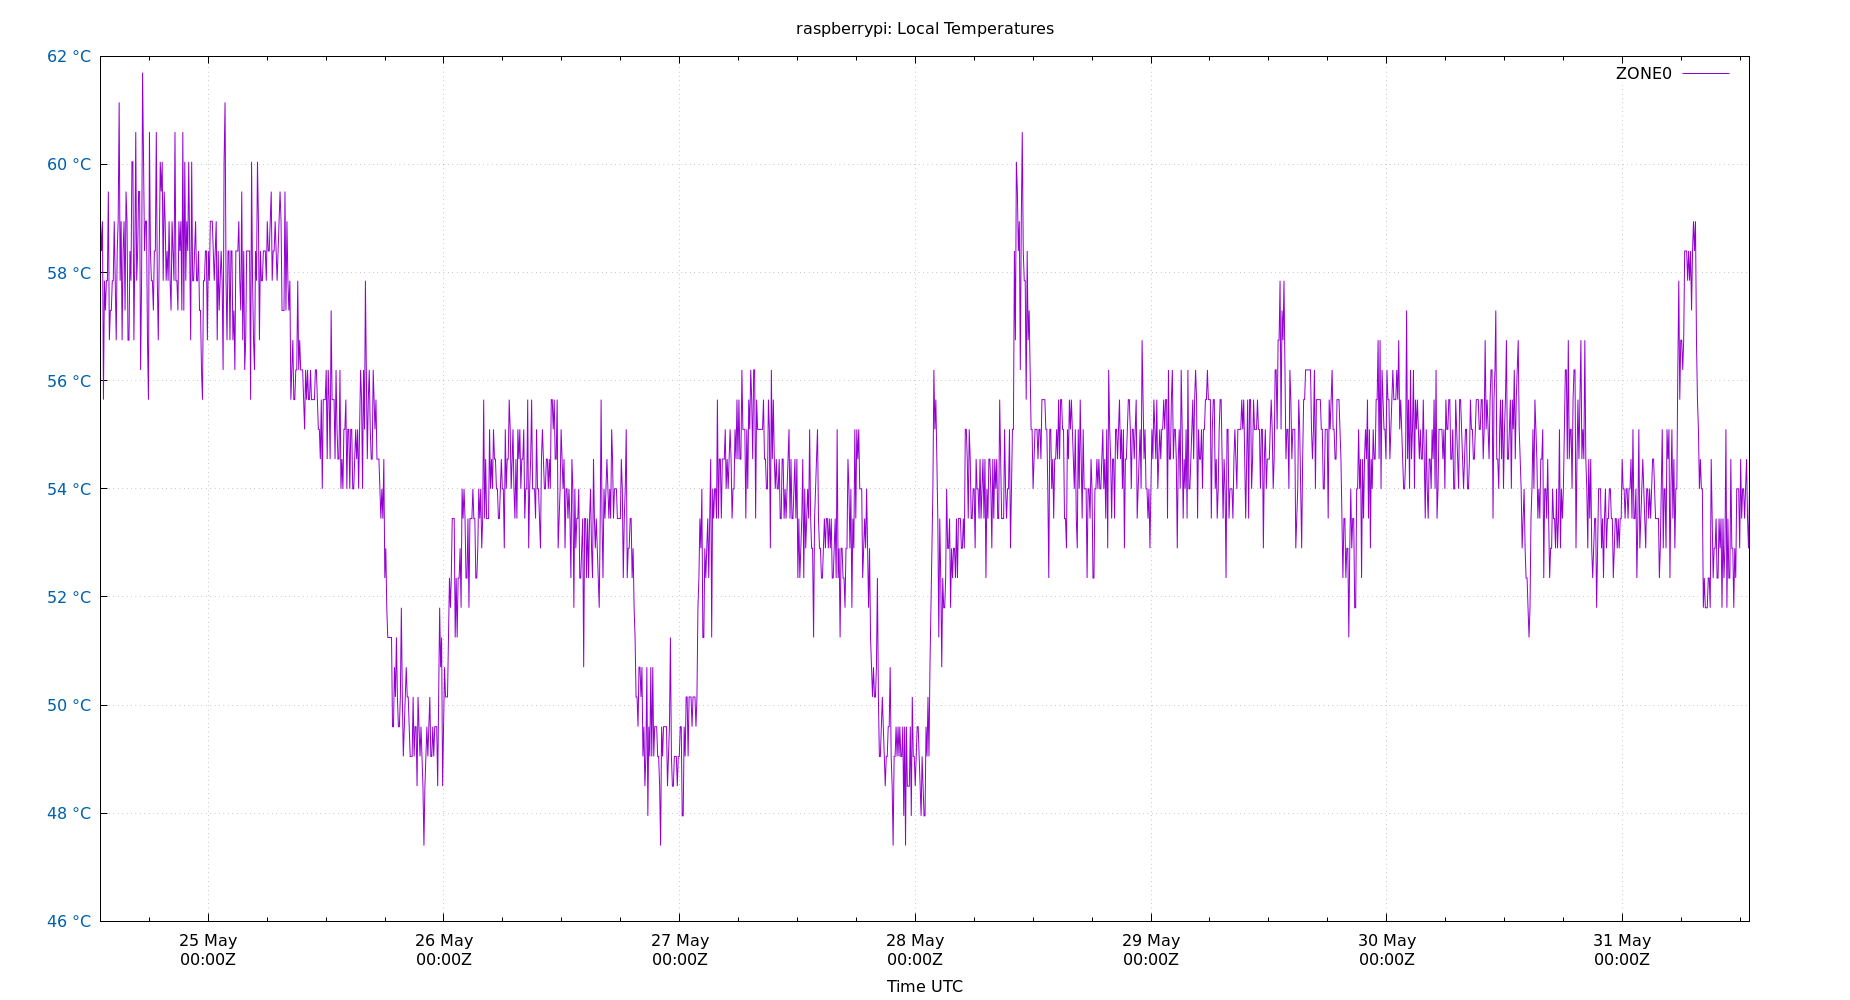 raspberrypi: Local Temperatures
62 °C
ZONE0
60 °C
58 °C
56 °C
54 °C
52 °C
50 °C
48 °C
46 °C
25 May 26 May 27 May 28 May 29 May 30 May 31 May
00:00Z 00:00Z 00:00Z 00:00Z 00:00Z 00:00Z 00:00Z
Time UTC